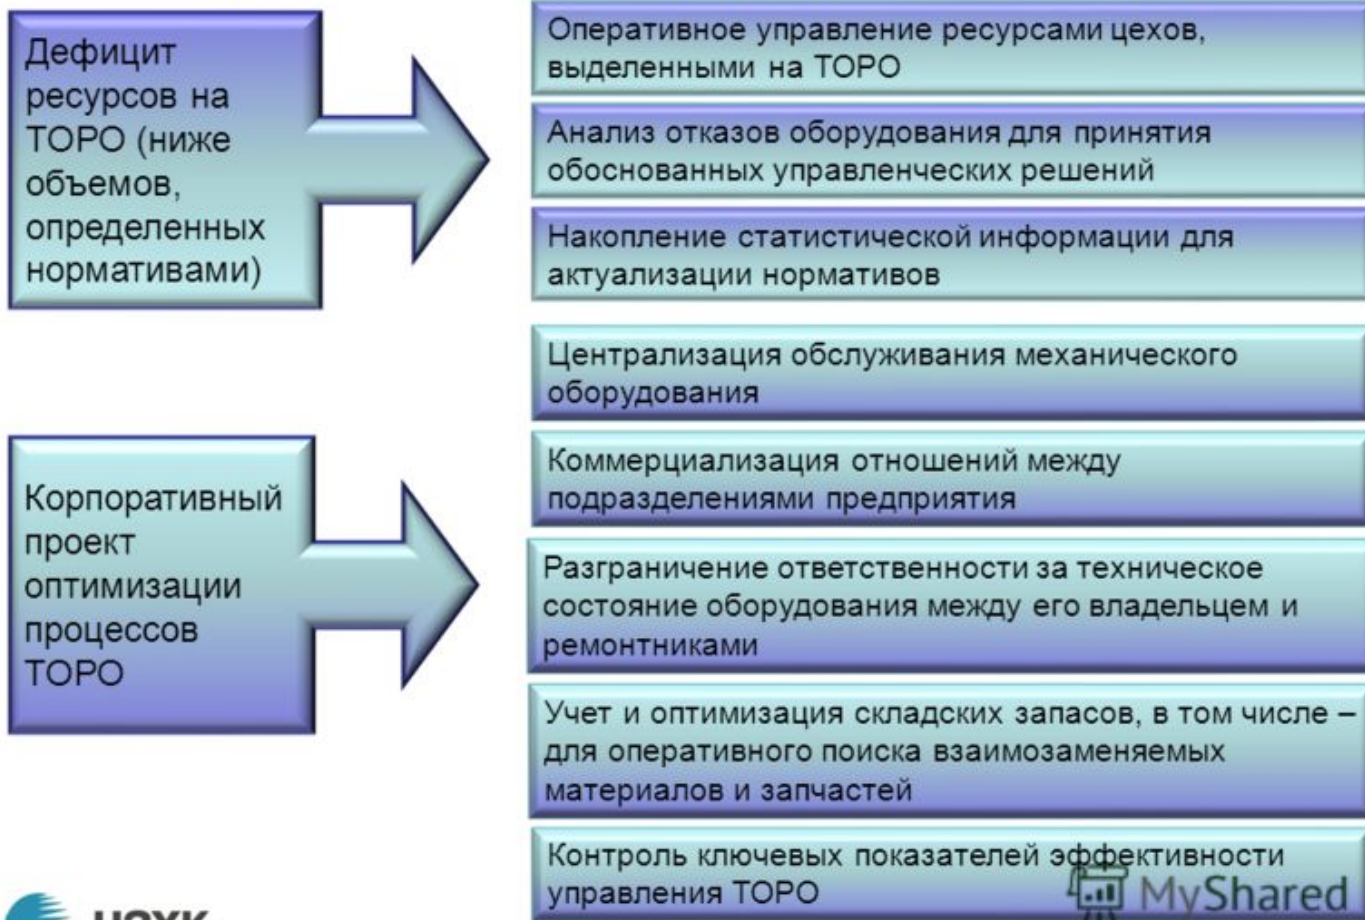 Дефицит
ресурсов на
ТОРО (ниже
объемов,
определенных
нормативами)
Оперативное управление ресурсами цехов,
выделенными на ТОРО
Анализ отказов оборудования для принятия
обоснованных управленческих решений
Накопление статистической информации для
актуализации нормативов
Корпоративный
проект
оптимизации
процессов
ТОРО
Централизация обслуживания механического
оборудования
Коммерциализация отношений между
подразделениями предприятия
Разграничение ответственности за техническое
состояние оборудования между его владельцем и
ремонтниками
Учет и оптимизация складских запасов, в том числе –
для оперативного поиска взаимозаменяемых
материалов и запчастей
Контроль ключевых показателей эффективности
управления ТОРО
MyShared